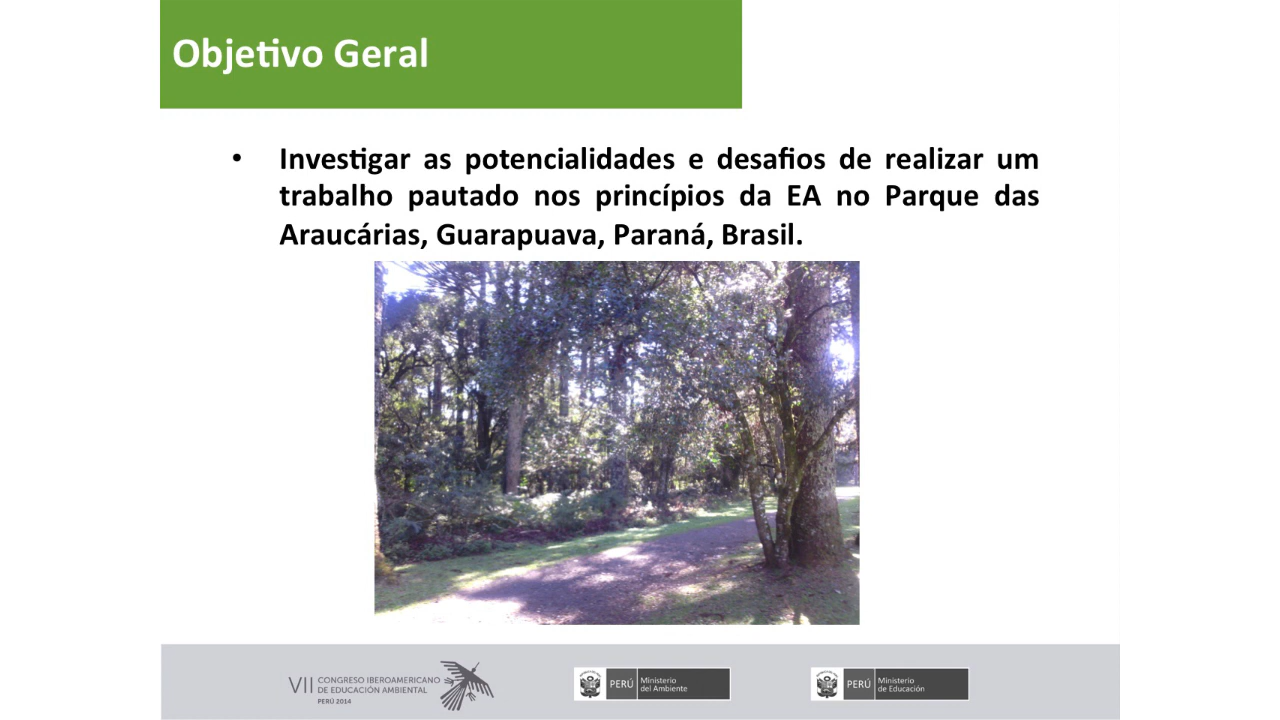 Objetivo Geral
• Investigar as potencialidades e desafios de realizar um
trabalho pautado nos princípios da EA no Parque das
Araucárias, Guarapuava, Paraná, Brasil.
VII CONGRESO IBEROAMERICANO
DE EDUCACIÓN AMBIENTAL
PERÚ 2014
PERÚ Ministerio
del Ambiente
PERÚ Ministerio
de Educación